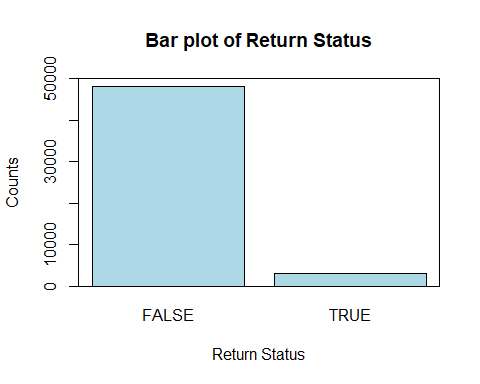 Bar plot of Return Status
Counts
50000
30000
10000
0
FALSE
TRUE
Return Status